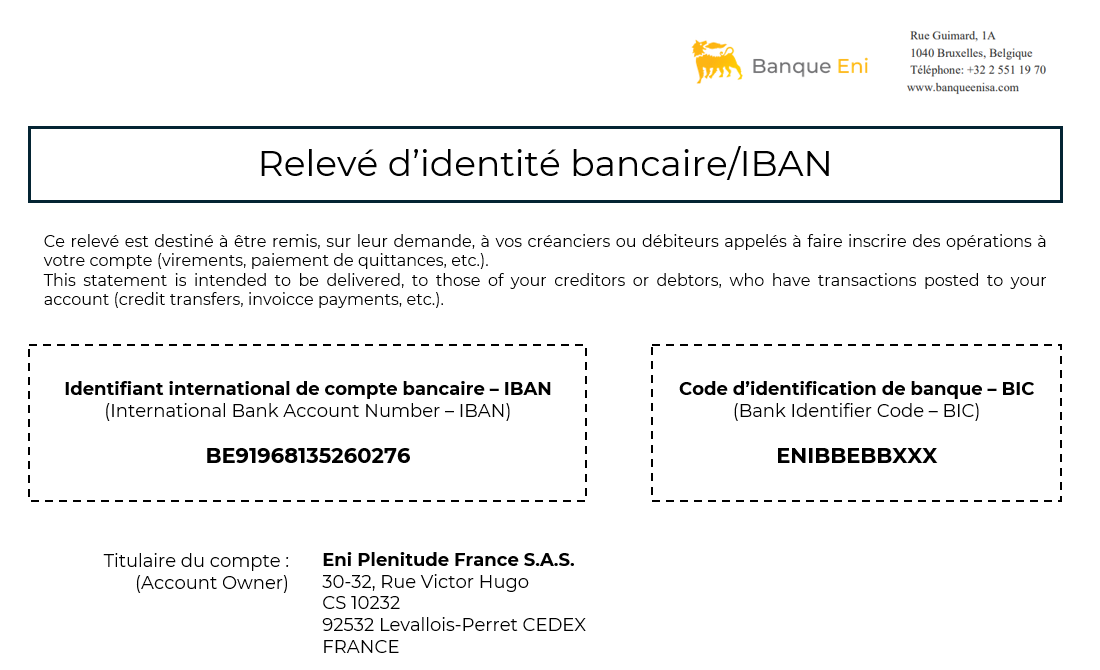 Banque Eni
Rue Guimard, 1A
1040 Bruxelles, Belgique
Téléphone: +32 2 551 19 70
www.banqueenisa.com
Relevé d’identité bancaire/IBAN
Ce relevé est destiné à être remis, sur leur demande, à vos créanciers ou débiteurs appelés à faire inscrire des opérations à
votre compte (virements, paiement de quittances, etc.).
This statement is intended to be delivered, to those of your creditors or debtors, who have transactions posted to your
account (credit transfers, invoicce payments, etc.).
Identifiant international de compte bancaire – IBAN
(International Bank Account Number – IBAN)
BE91968135260276
Code d’identification de banque – BIC
(Bank Identifier Code – BIC)
ENIBBEBBXXX
Titulaire du compte :
(Account Owner)
Eni Plenitude France S.A.S.
30-32, Rue Victor Hugo
CS 10232
92532 Levallois-Perret CEDEX
FRANCE